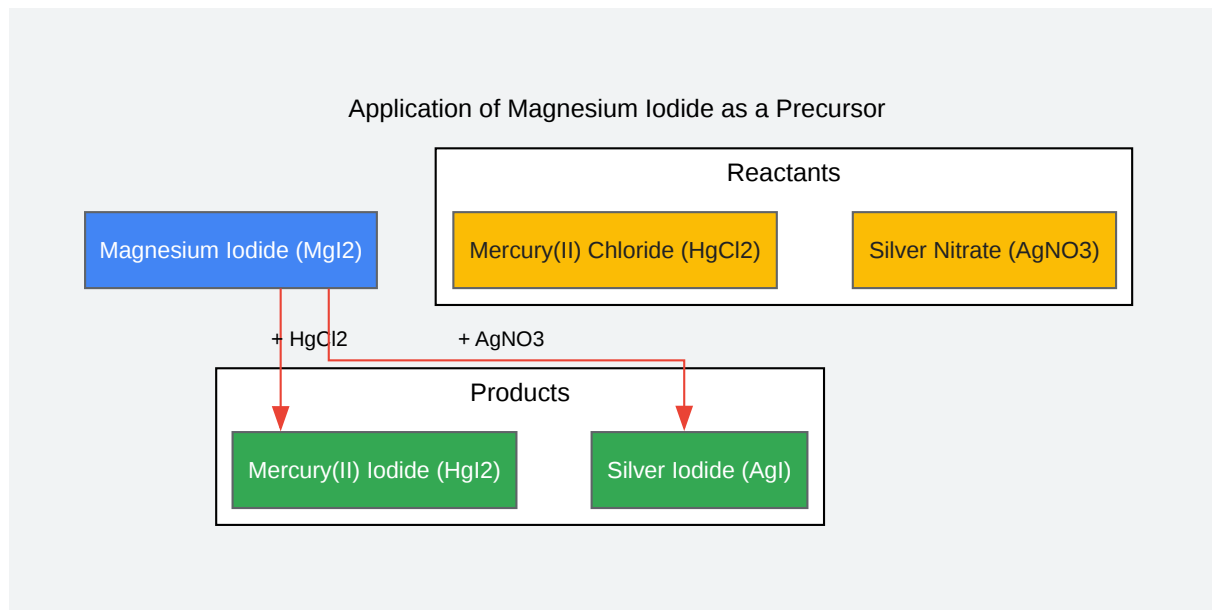 Application of Magnesium Iodide as a Precursor
Reactants
Magnesium Iodide (MgI2)
Mercury(II) Chloride (HgCl2)
Silver Nitrate (AgNO3)
+ HgCl2
+ AgNO3
Products
Mercury(II) Iodide (HgI2)
Silver Iodide (AgI)